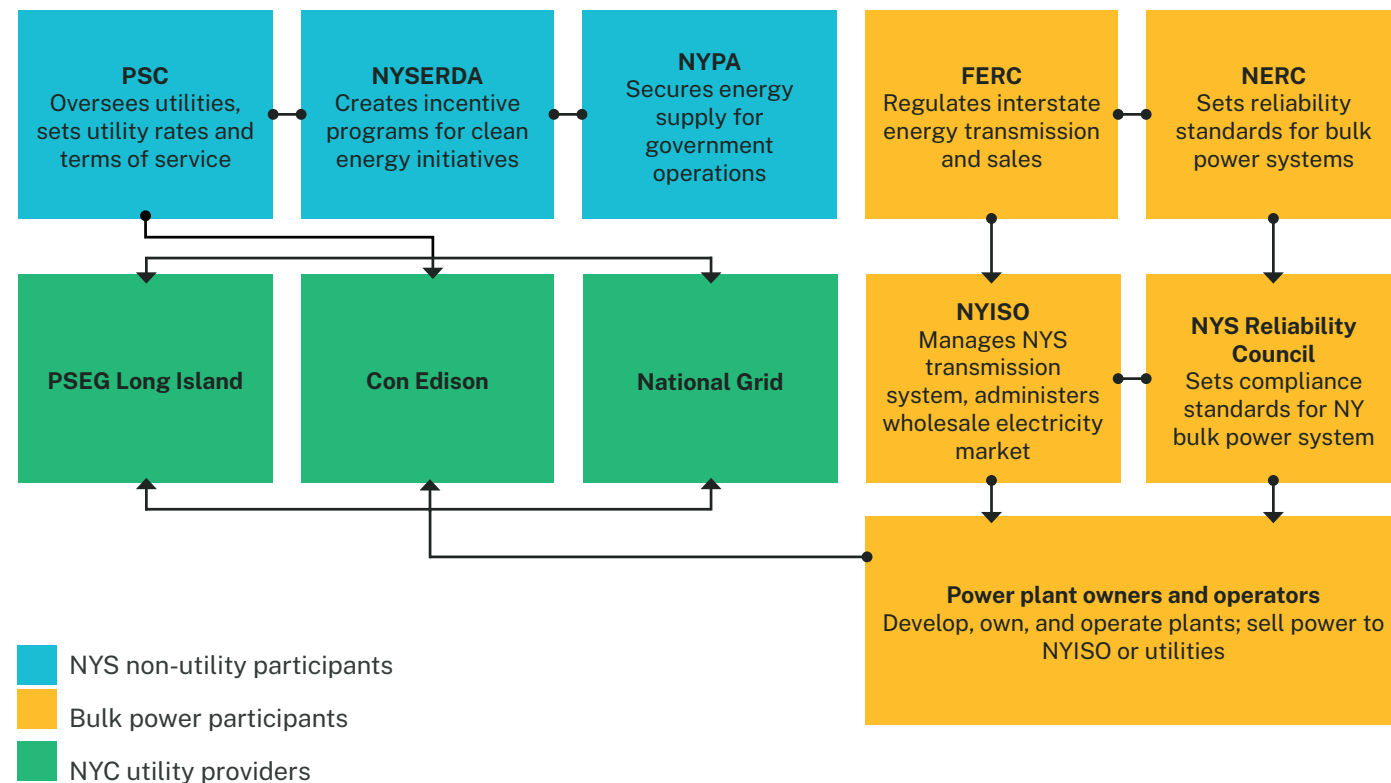 PSC
Oversees utilities,
sets utility rates and
terms of service
NYSERDA
Creates incentive
programs for clean
energy initiatives
NYPA
Secures energy
supply for
government
operations
FERC
Regulates interstate
energy transmission
and sales
NERC
Sets reliability
standards for bulk
power systems
PSEG Long Island
Con Edison
National Grid
NYISO
Manages NYS
transmission
system, administers
wholesale electricity
market
NYS Reliability
Council
Sets compliance
standards for NY
bulk power system
Power plant owners and operators
Develop, own, and operate plants; sell power to
NYISO or utilities
NYS non-utility participants
Bulk power participants
NYC utility providers